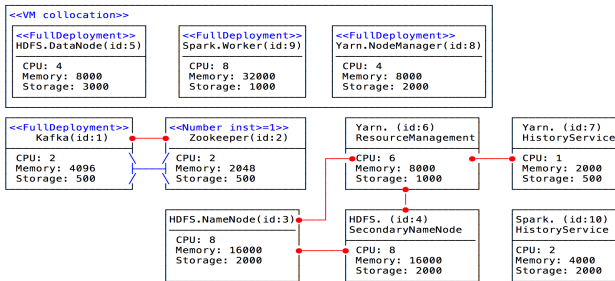 <<VM collocation>>
<<FullDeployment>>
HDFS.DataNode(id:5)
CPU: 4
Memory: 8000
Storage: 3000
<<FullDeployment>>
Spark.Worker(id:9)
CPU: 8
Memory: 32000
Storage: 1000
<<FullDeployment>>
Yarn.NodeManager(id:8)
CPU: 4
Memory: 8000
Storage: 2000
<<FullDeployment>>
Kafka(id:1)
CPU: 2
Memory: 4096
Storage: 500
<<Number inst>=1>>
Zookeeper(id:2)
CPU: 2
Memory: 2048
Storage: 500
Yarn. (id:6)
ResourceManagement
CPU: 6
Memory: 8000
Storage: 1000
Yarn. (id:7)
HistoryService
CPU: 1
Memory: 2000
Storage: 500
HDFS.NameNode(id:3)
CPU: 8
Memory: 16000
Storage: 2000
HDFS. (id:4)
SecondaryNameNode
CPU: 8
Memory: 16000
Storage: 2000
Spark. (id:10)
HistoryService
CPU: 2
Memory: 4000
Storage: 2000